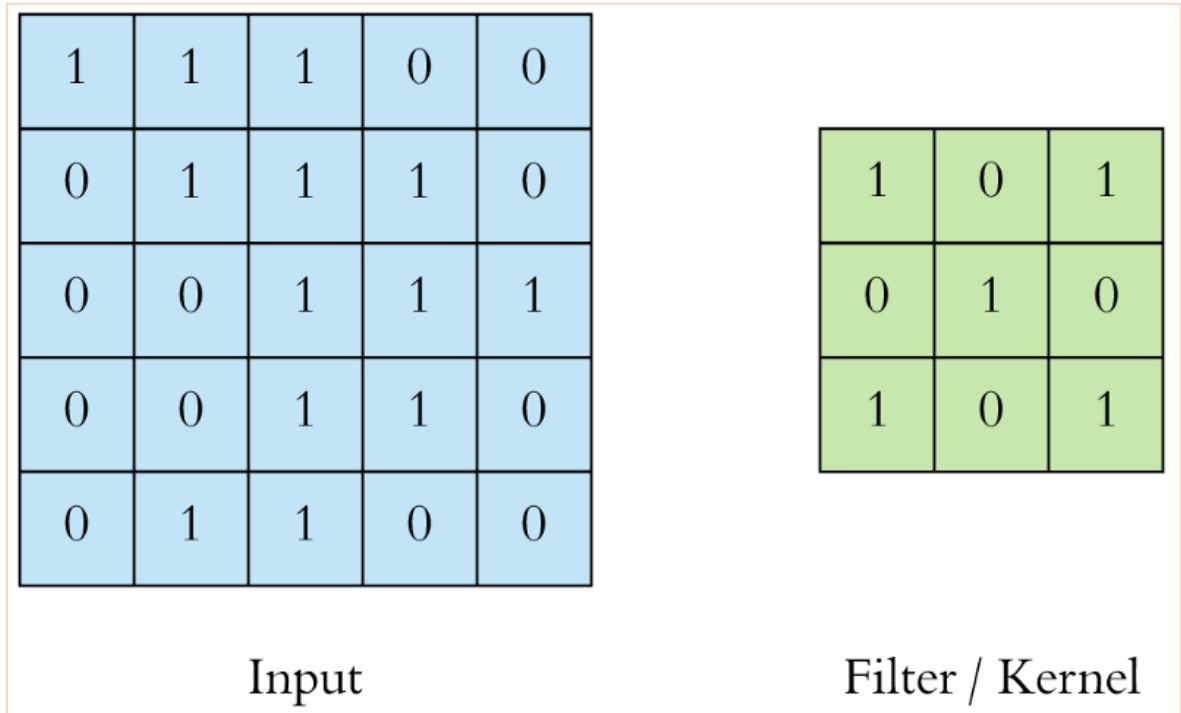 1 1 1 0 0
0 1 1 1 0
0 0 1 1 1
0 0 1 1 0
0 1 1 0 0
Input
1 0 1
0 1 0
1 0 1
Filter / Kernel